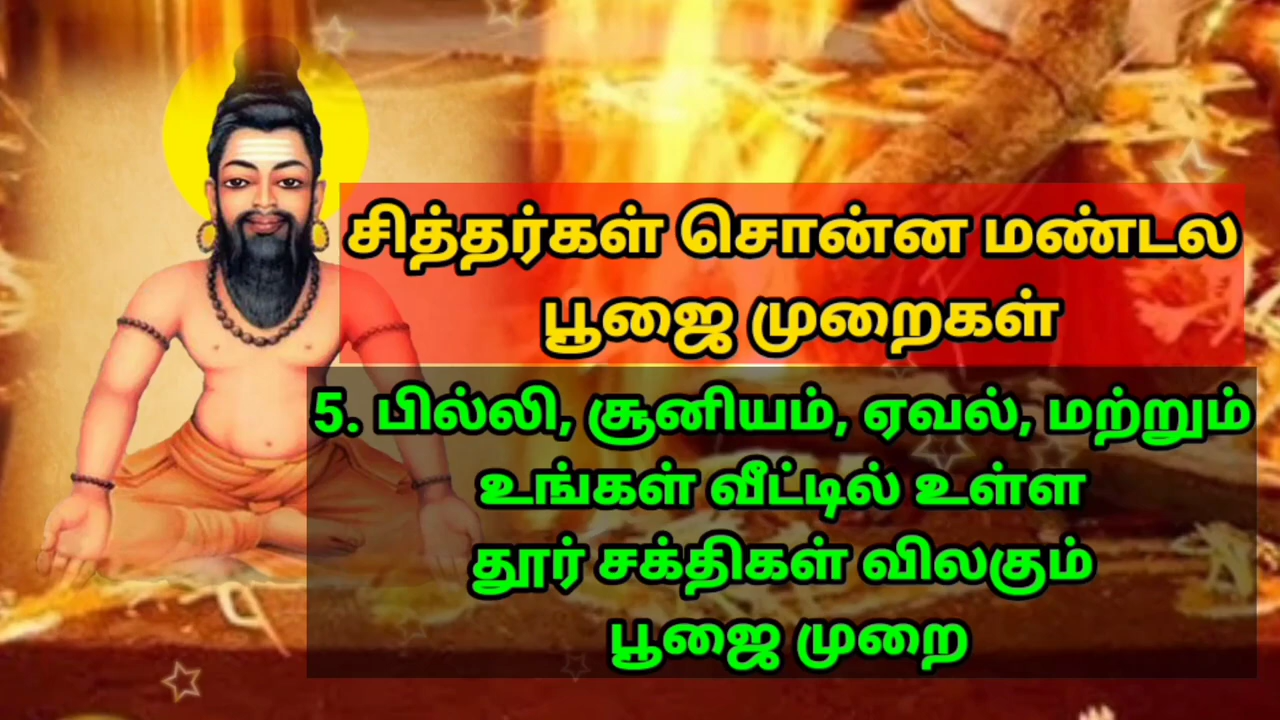 சித்தர்கள் சொன்ன மண்டல
பூஜை முறைகள்
5. பில்லி, சூனியம், ஏவல், மற்றும்
உங்கள் வீட்டில் உள்ள
தூர் சக்திகள் விலகும்
பூஜை முறை